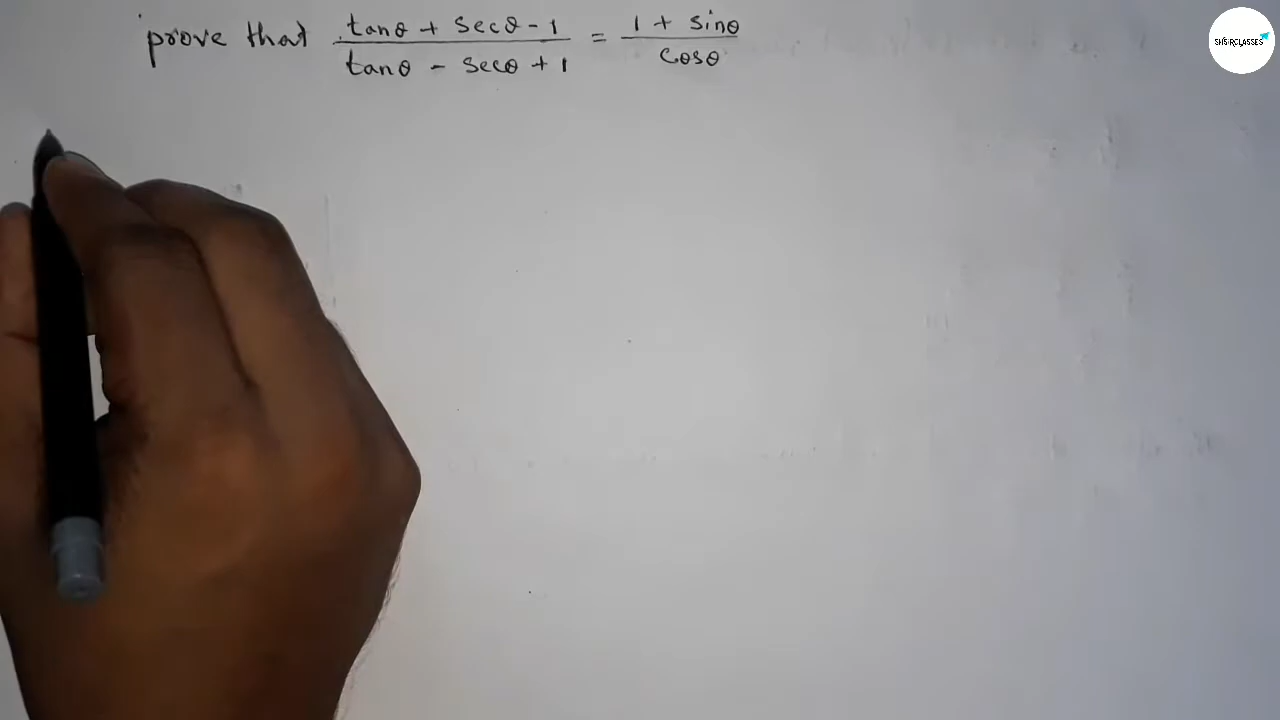 prove that (tanθ + secθ - 1)/(tanθ - secθ + 1) = (1 + sinθ)/cosθ
SHSIRCLASSES